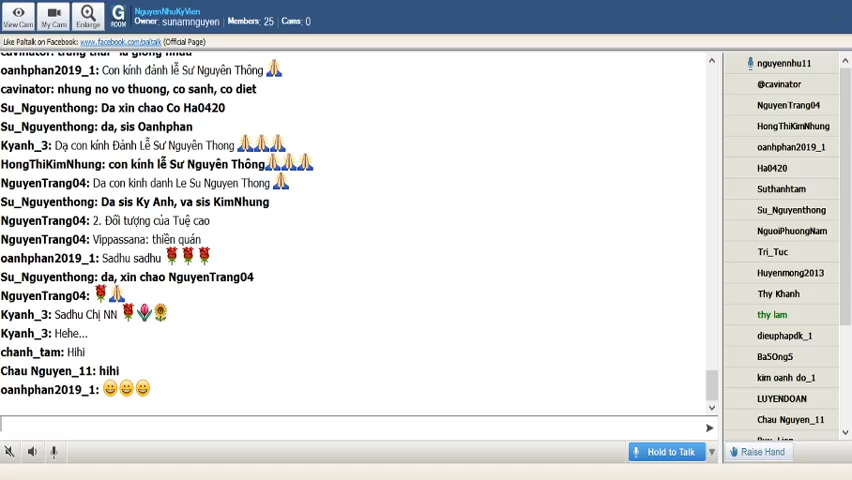 View Cam
My Cam
Enlarge
G
ROOM
NguyenNhuKyVien
Owner: sunamnguyen , Members: 25 , Cams: 0
Like Paltalk on Facebook: www.facebook.com/paltalk (Official Page)
oanhphan2019_1: Con kính đảnh lễ Sư Nguyên Thông 🙏
cavinator: nhung no vo thuong, co sanh, co diet
Su_Nguyenthong: Da xin chao Co Ha0420
Su_Nguyenthong: da, sis Oanhphan
Kyanh_3: Dạ con kính Đảnh Lễ Sư Nguyên Thong 🙏🙏🙏
HongThiKimNhung: con kính lễ Sư Nguyên Thông🙏🙏🙏
NguyenTrang04: Da con kinh danh Le Su Nguyen Thong 🙏
Su_Nguyenthong: Da sis Ky Anh, va sis KimNhung
NguyenTrang04: 2. Đối tượng của Tuệ cao
NguyenTrang04: Vippassana: thiền quán
oanhphan2019_1: Sadhu sadhu 🌹🌹🌹
Su_Nguyenthong: da, xin chao NguyenTrang04
NguyenTrang04: 🌹🙏
Kyanh_3: Sadhu Chị NN 🌹🌷🌻
Kyanh_3: Hehe...
chanh_tam: Hihi
Chau Nguyen_11: hihi
oanhphan2019_1: 😀😀😀
Hold to Talk
nguyennhu11
@cavinator
NguyenTrang04
HongThiKimNhung
oanhphan2019_1
Ha0420
Suthanhtam
Su_Nguyenthong
NguoiPhuongNam
Tri_Tuc
Huyenmong2013
Thy Khanh
thy lam
dieuphapdk_1
Ba5Ong5
kim oanh do_1
LUYENDOAN
Chau Nguyen_11
Raise Hand